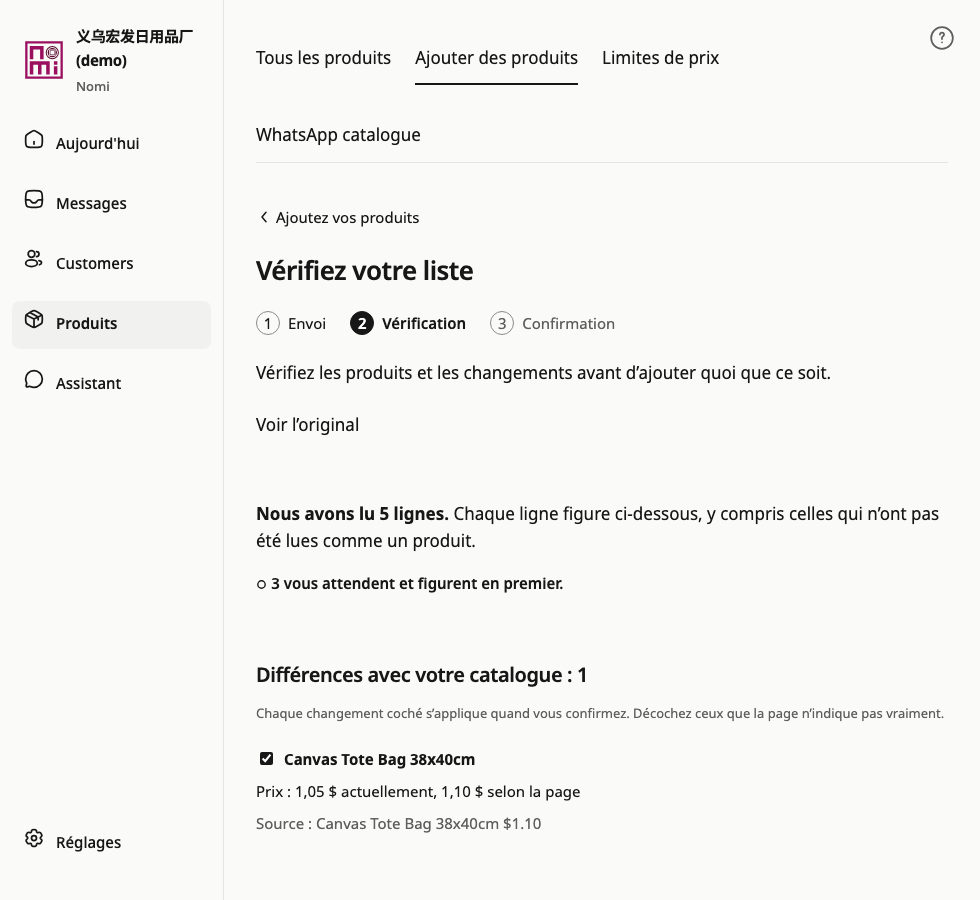 义乌宏发日用品厂
(demo)
Nomi
Aujourd'hui
Messages
Customers
Produits
Assistant
Réglages
Tous les produits
Ajouter des produits
Limites de prix
WhatsApp catalogue
Ajoutez vos produits
Vérifiez votre liste
1 Envoi
2 Vérification
3 Confirmation
Vérifiez les produits et les changements avant d’ajouter quoi que ce soit.
Voir l’original
Nous avons lu 5 lignes. Chaque ligne figure ci-dessous, y compris celles qui n’ont pas
été lues comme un produit.
3 vous attendent et figurent en premier.
Différences avec votre catalogue : 1
Chaque changement coché s’applique quand vous confirmez. Décochez ceux que la page n’indique pas vraiment.
Canvas Tote Bag 38x40cm
Prix : 1,05 $ actuellement, 1,10 $ selon la page
Source : Canvas Tote Bag 38x40cm $1.10